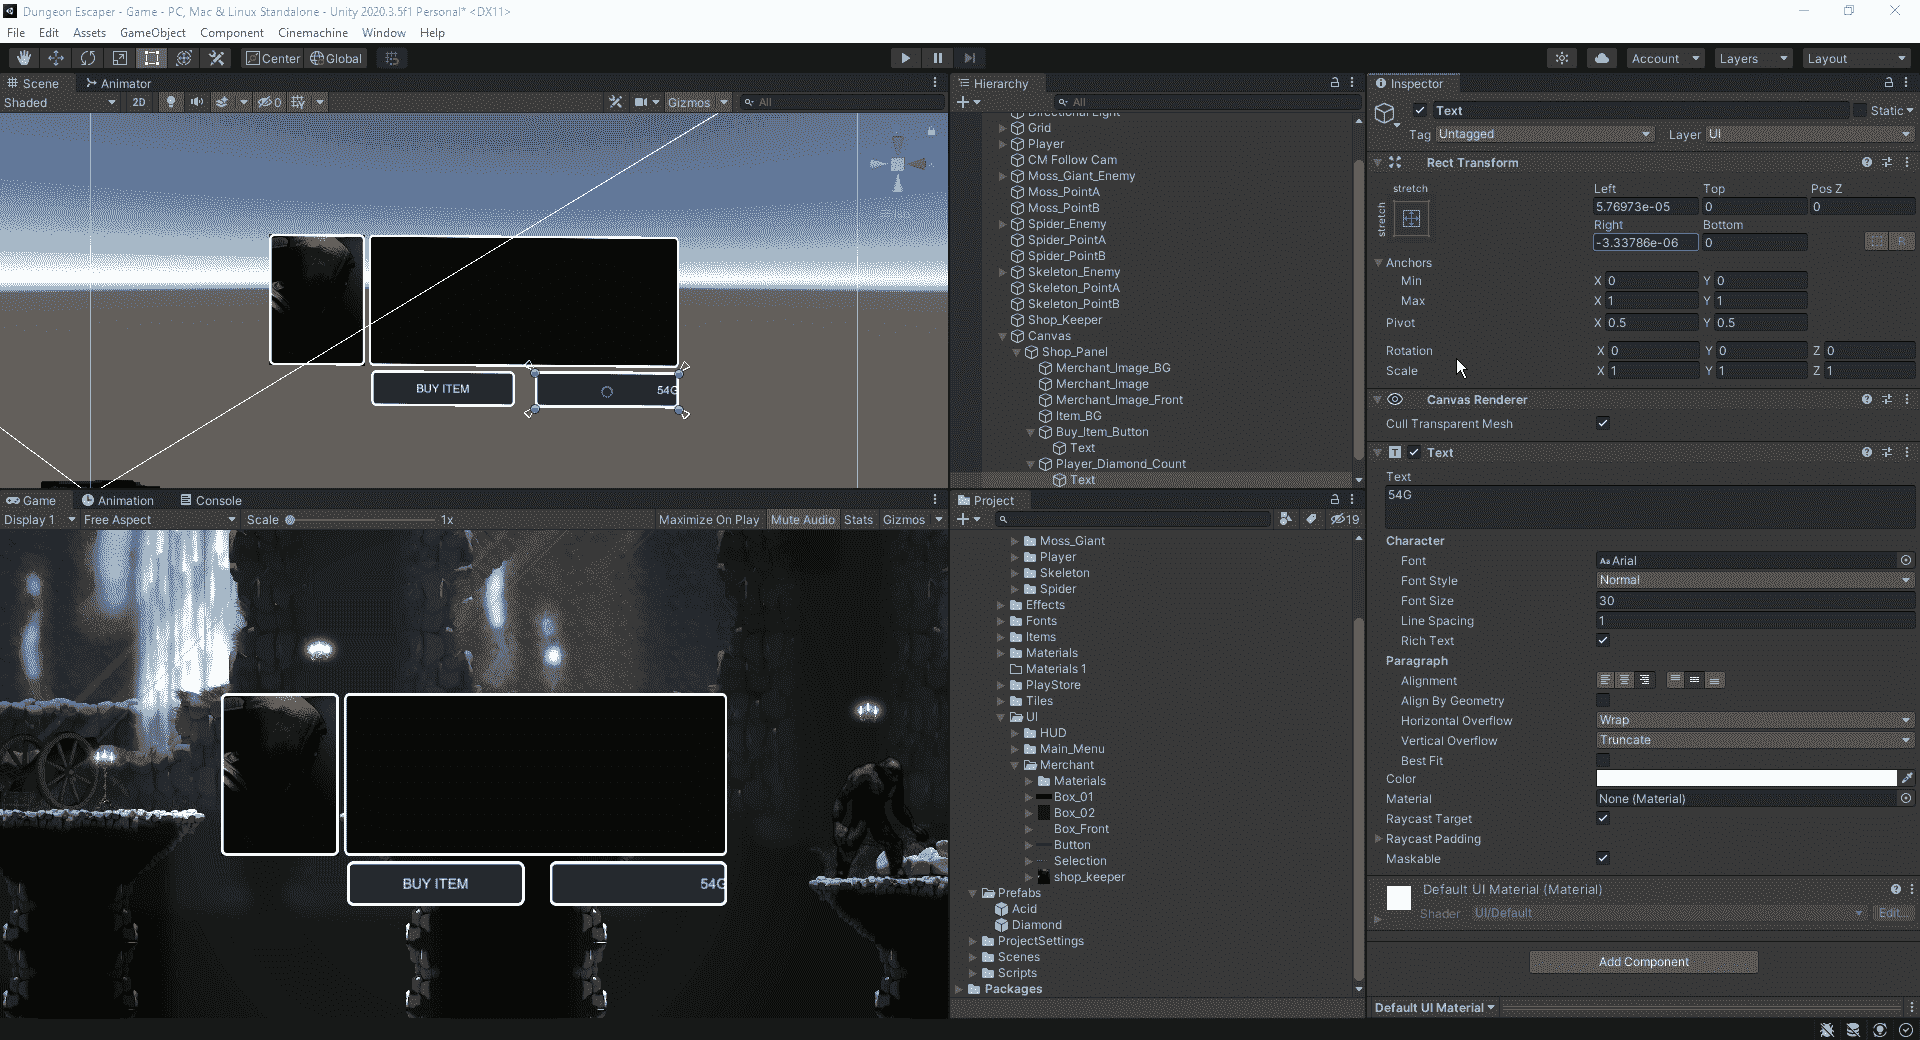 Dungeon Escaper - Game - PC, Mac & Linux Standalone - Unity 2020.3.5f1 Personal* <DX11>
File Edit Assets GameObject Component Cinemachine Window Help
Center Global Account Layers Layout
Scene Animator
Shaded 2D 0 Gizmos All
BUY ITEM 54G
Game Animation Console
Display 1 Free Aspect Scale 1x Maximize On Play Mute Audio Stats Gizmos
BUY ITEM 54G
Hierarchy
All
Directional Light
Grid
Player
CM Follow Cam
Moss_Giant_Enemy
Moss_PointA
Moss_PointB
Spider_Enemy
Spider_PointA
Spider_PointB
Skeleton_Enemy
Skeleton_PointA
Skeleton_PointB
Shop_Keeper
Canvas
Shop_Panel
Merchant_Image_BG
Merchant_Image
Merchant_Image_Front
Item_BG
Buy_Item_Button
Text
Player_Diamond_Count
Text
Project
19
Moss_Giant
Player
Skeleton
Spider
Effects
Fonts
Items
Materials
Materials 1
PlayStore
Tiles
UI
HUD
Main_Menu
Merchant
Materials
Box_01
Box_02
Box_Front
Button
Selection
shop_keeper
Prefabs
Acid
Diamond
ProjectSettings
Scenes
Scripts
Packages
Inspector
Text Static
Tag Untagged Layer UI
Rect Transform
stretch Left Top Pos Z
stretch 5.76973e-05 0 0
Right Bottom
-3.33786e-06 0 R
Anchors
Min X 0 Y 0
Max X 1 Y 1
Pivot X 0.5 Y 0.5
Rotation X 0 Y 0 Z 0
Scale X 1 Y 1 Z 1
Canvas Renderer
Cull Transparent Mesh
T Text
Text
54G
Character
Font Aa Arial
Font Style Normal
Font Size 30
Line Spacing 1
Rich Text
Paragraph
Alignment
Align By Geometry
Horizontal Overflow Wrap
Vertical Overflow Truncate
Best Fit
Color
Material None (Material)
Raycast Target
Raycast Padding
Maskable
Default UI Material (Material)
Shader UI/Default Edit...
Add Component
Default UI Material